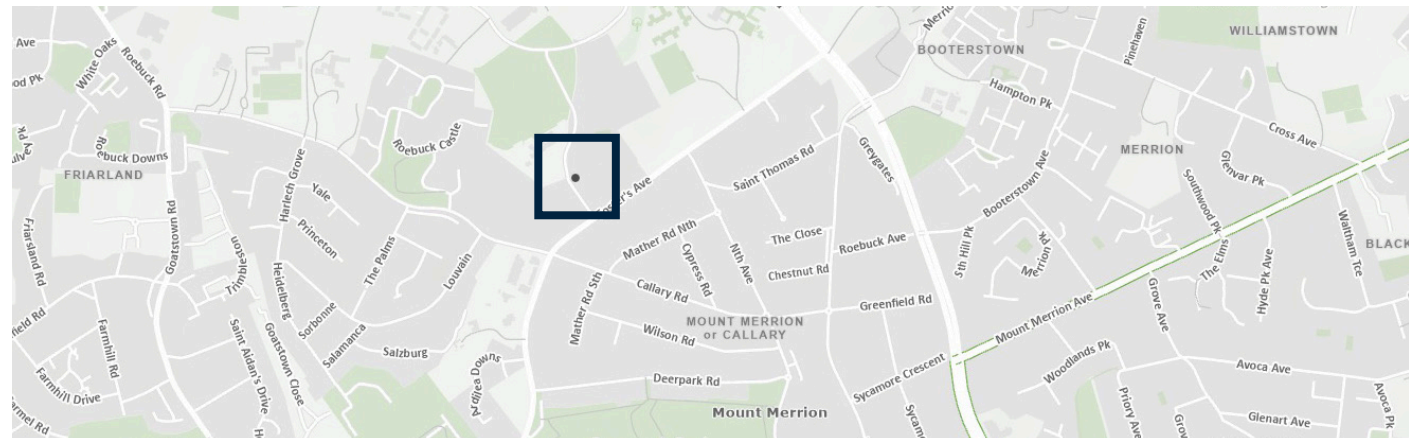 WILLIAMSTOWN
BOOTERSTOWN
Pinehaven
Ave
White Oaks
Roebuck Rd
Hampton Pk
Cross Ave
Roebuck Castle
Greygates
MERRION
Glenvar Pk
ebuck Downs
FRIARLAND
Harlech Grove
Yale
Saint Thomas Rd
Booterstown Ave
Southwood Pk
Friarsland Rd
Goatstown Rd
Trimbleston
Princeton
The Palms
Louvain
Mather Rd Nth
Nth Ave
The Close
Roebuck Ave
Sth Hill Pk
Merrion Pk
The Elms
Hyde Pk Ave
Waltham Tce
BLACK
Heidelberg
Sorbonne
Salamanca
Cypress Rd
Chestnut Rd
Callary Rd
Mather Rd Sth
Greenfield Rd
Mount Merrion Ave
Grove Ave
Farmhill Rd
Saint Aidan's Drive
Goatstown Close
Salzburg
Wilson Rd
MOUNT MERRION
or CALLARY
Ardilea Downs
Deerpark Rd
Sycamore Crescent
Woodlands Pk
Avoca Ave
Farmhill Drive
Mount Merrion
Priory Ave
Glenart Ave
Avoca Pk